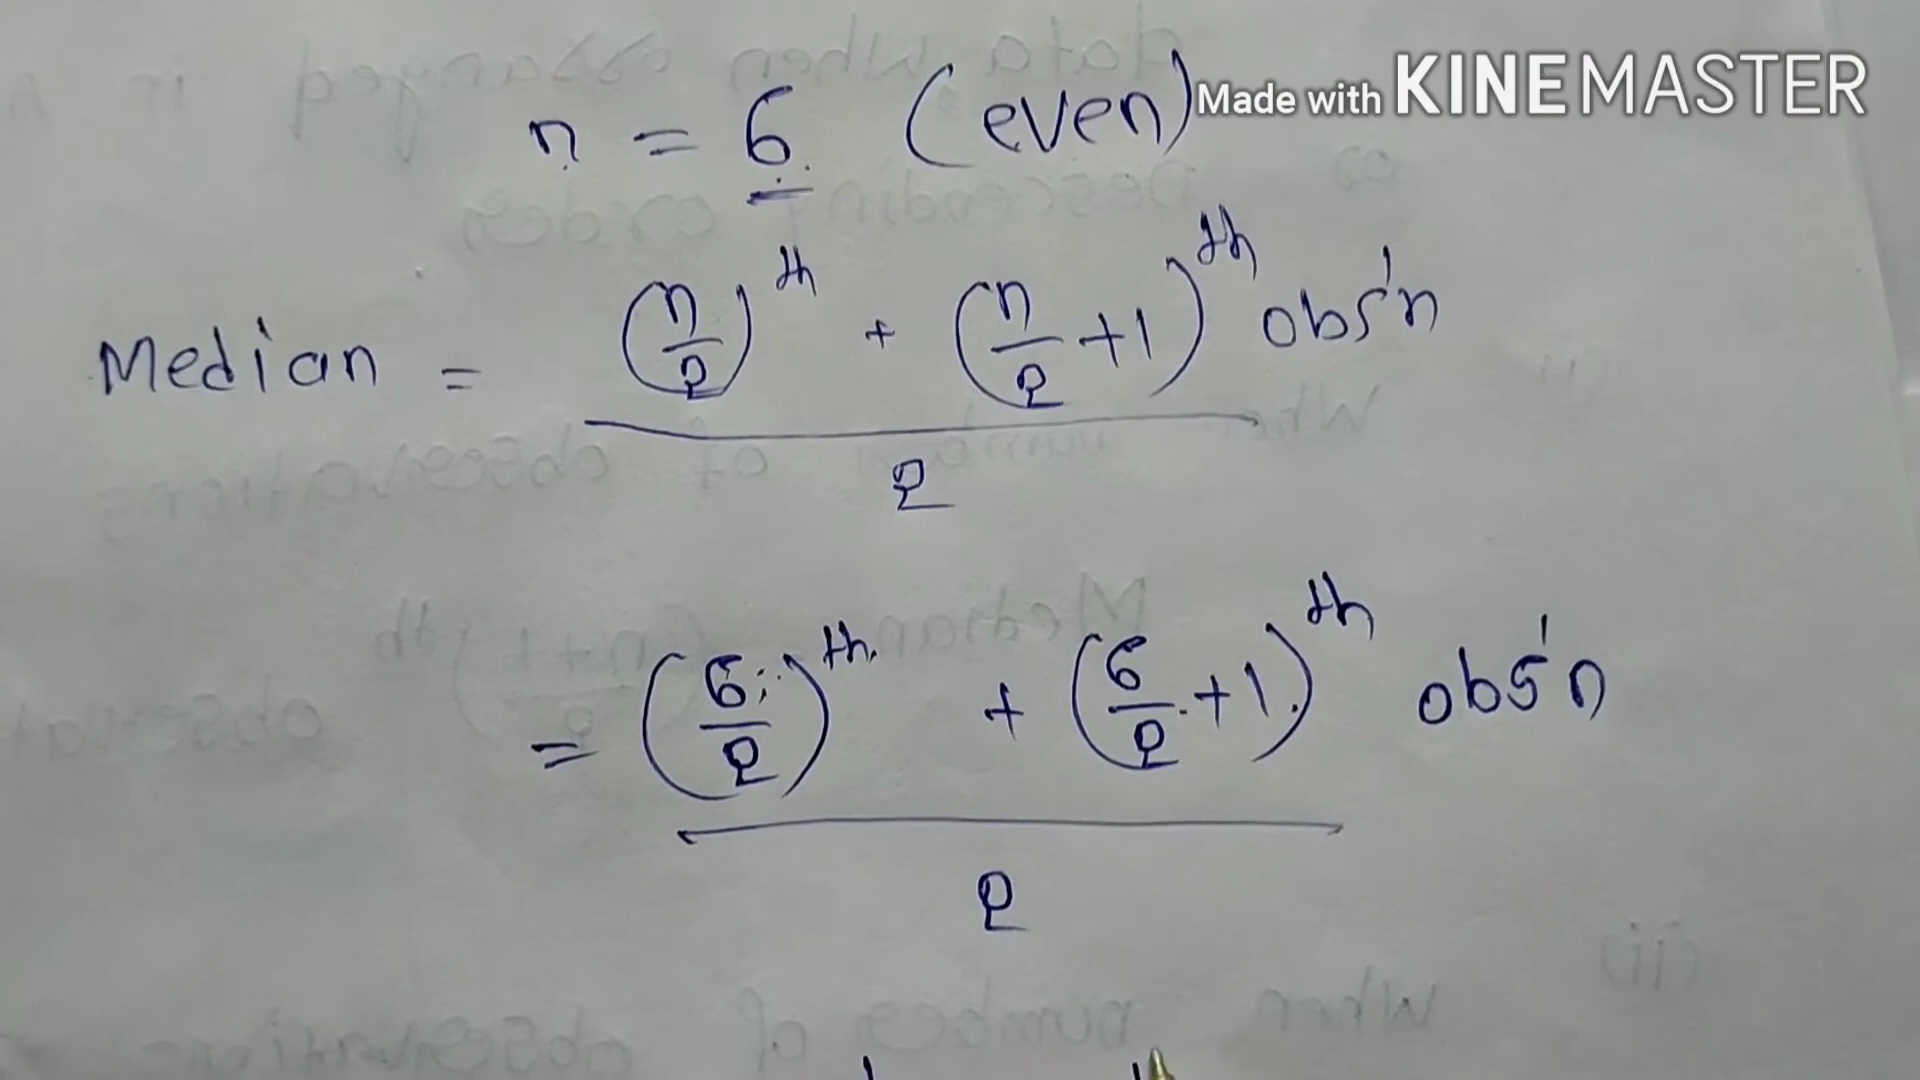 Made with KINEMASTER
n = 6 (even)
Median = (n/2)th + (n/2 + 1)th obs'n
2
= (6/2)th + (6/2 + 1)th obs'n
2